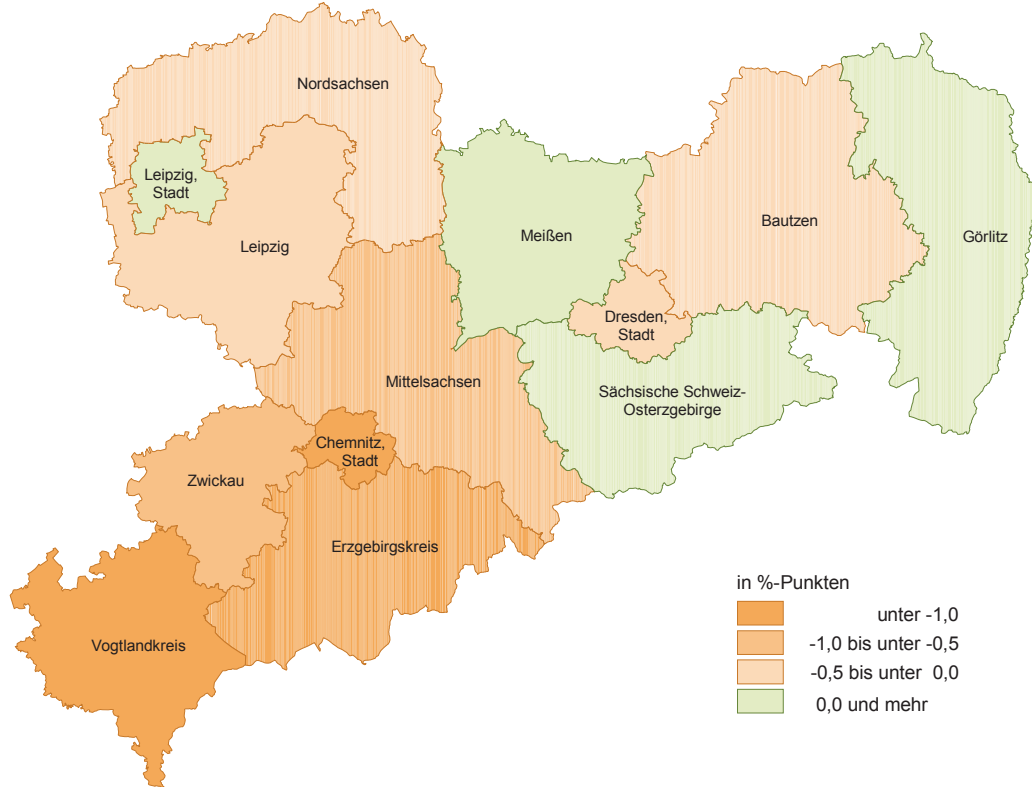 Nordsachsen
Leipzig,
Stadt
Leipzig
Meißen
Bautzen
Görlitz
Dresden,
Stadt
Mittelsachsen
Sächsische Schweiz-
Osterzgebirge
Chemnitz,
Stadt
Zwickau
Erzgebirgskreis
Vogtlandkreis
in %-Punkten
unter -1,0
-1,0 bis unter -0,5
-0,5 bis unter 0,0
0,0 und mehr